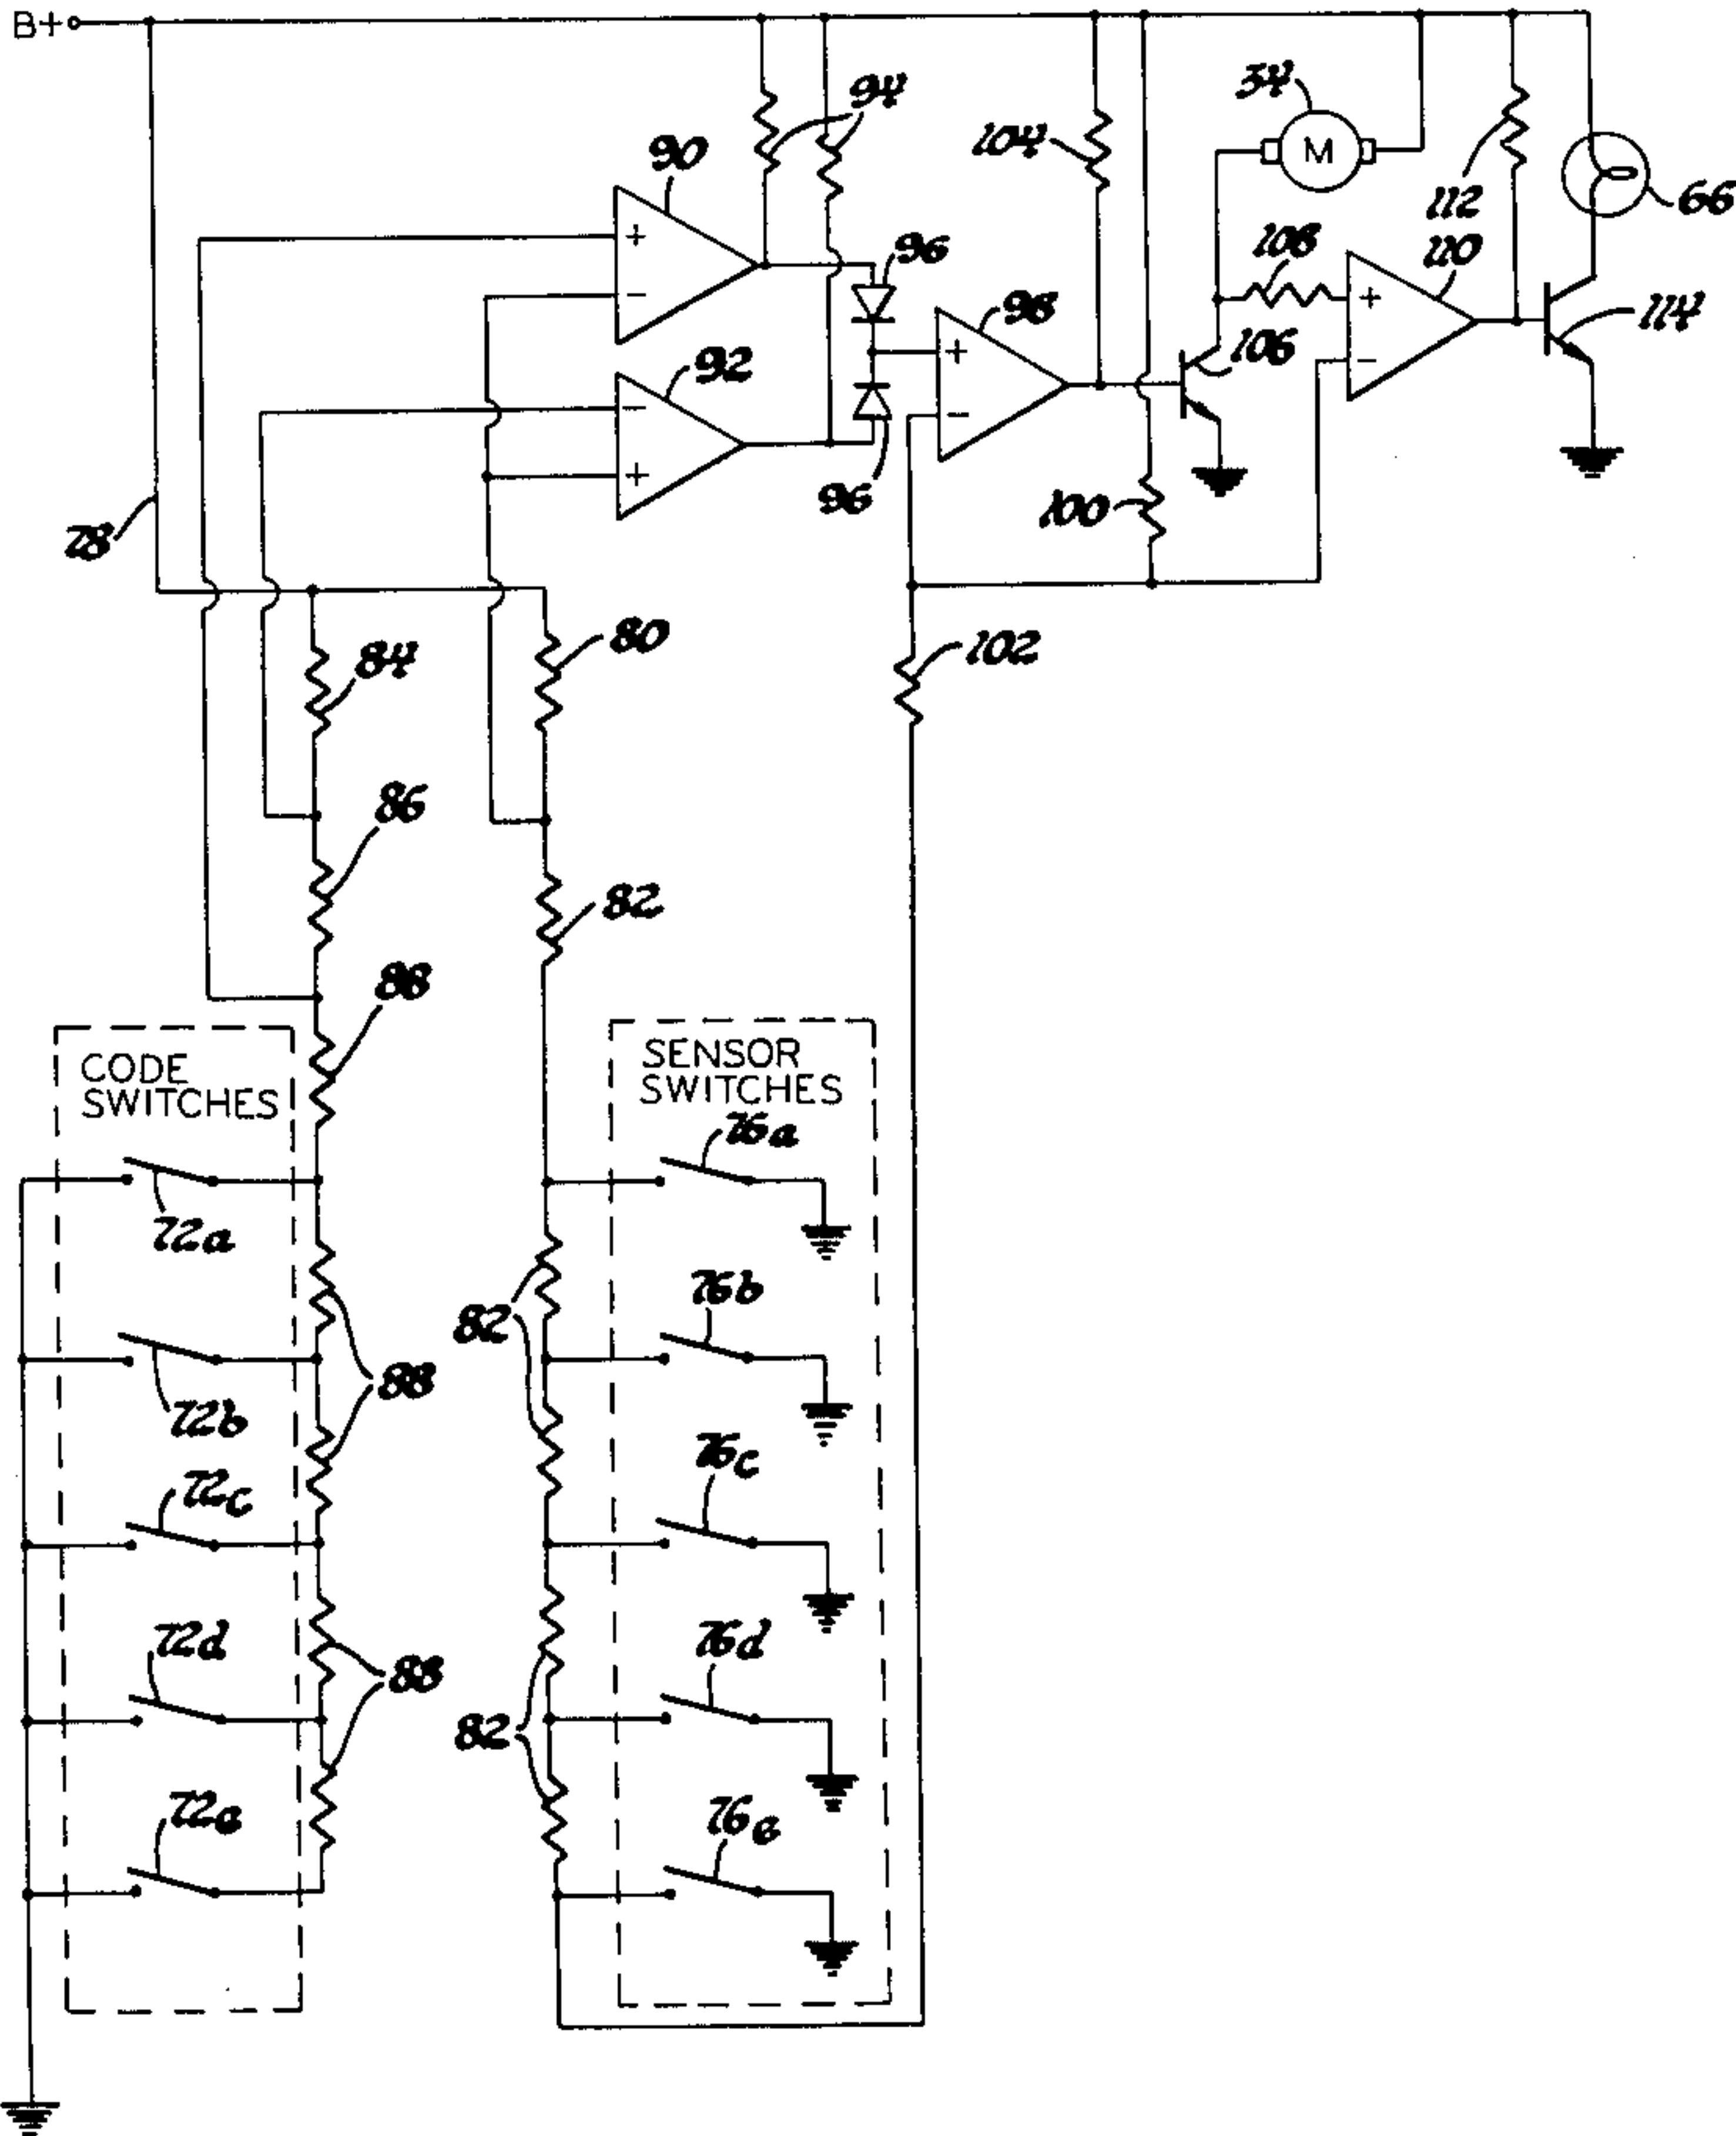 B+
34
94
104
90
M
112
66
96
108
110
98
92
106
114
96
100
78
80
102
84
86
82
88
CODE
SWITCHES
SENSOR
SWITCHES
76a
72a
76b
82
88
72b
76c
72c
72d
76d
88
82
72e
76e
+
−
−
+
+
−
+
−